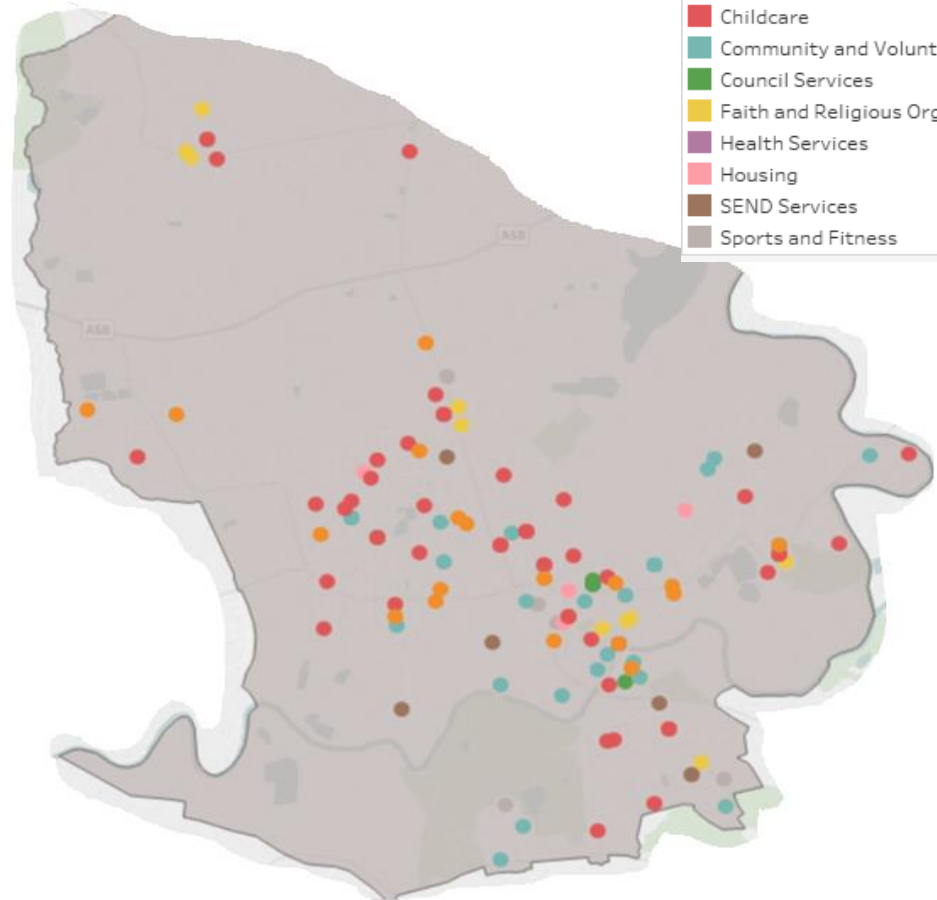 Childcare
Community and Volunt
Council Services
Faith and Religious Org
Health Services
Housing
SEND Services
Sports and Fitness
A58
A58